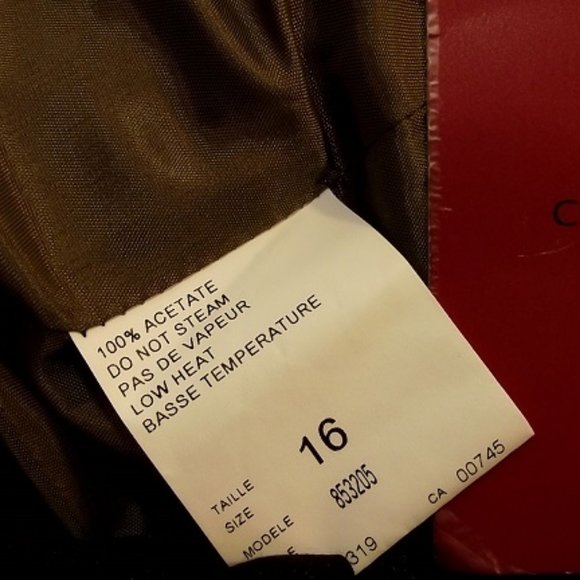 100% ACETATE
DO NOT STEAM
PAS DE VAPEUR
LOW HEAT
BASSE TEMPERATURE
TAILLE
SIZE
16
MODELE
853205
319
CA 00745
C